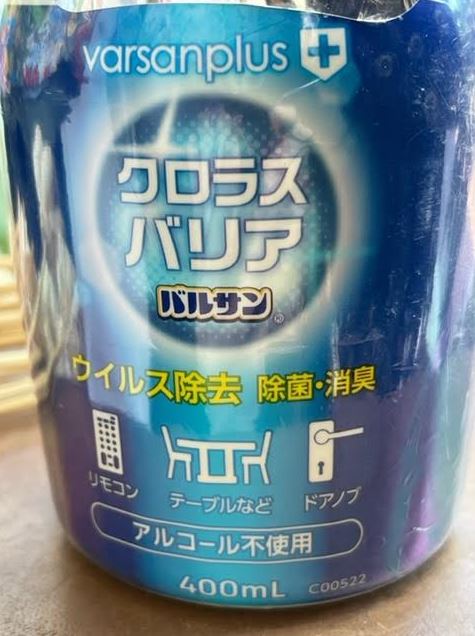 varsanplus
クロラス
バリア
バルサン®
ウイルス除去 除菌・消臭
リモコン テーブルなど ドアノブ
アルコール不使用
400mL C00522